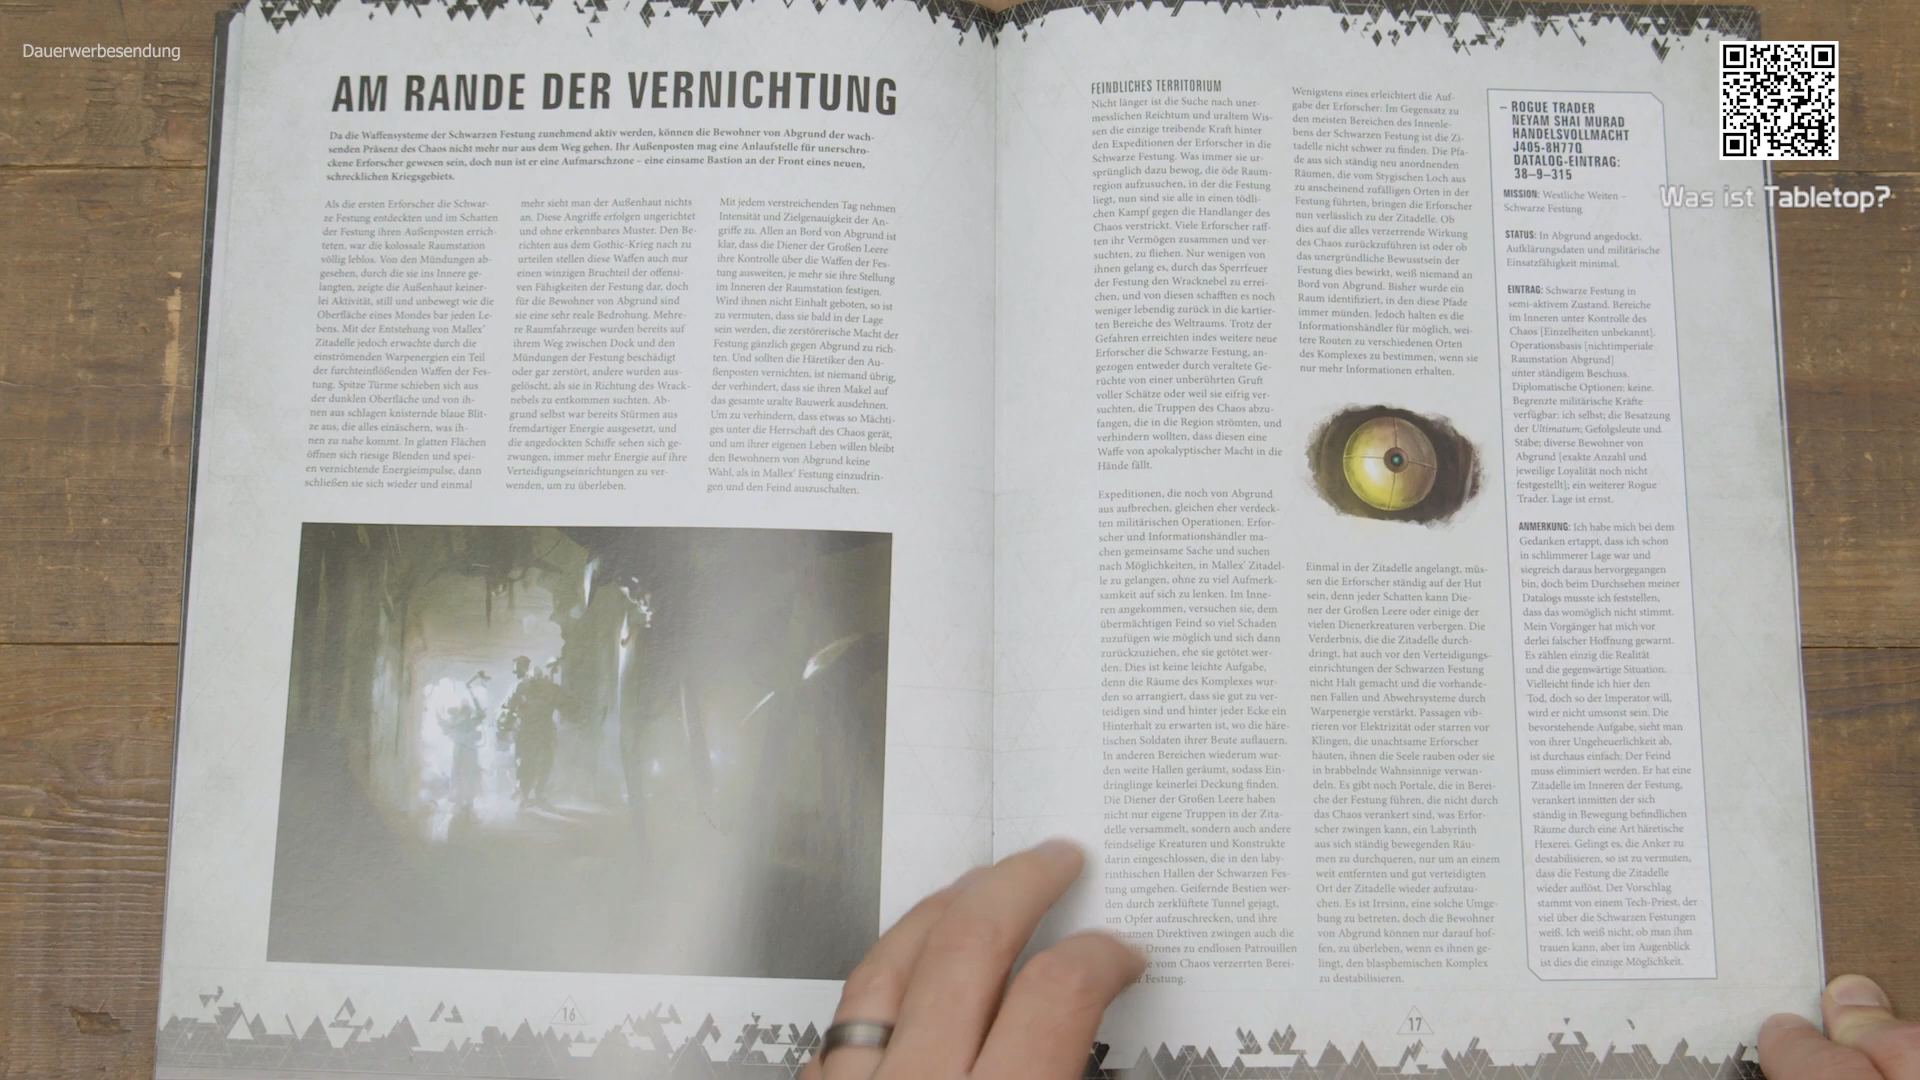 Dauerwerbesendung
AM RANDE DER VERNICHTUNG
Da die Waffensysteme der Schwarzen Festung zunehmend aktiv werden, können die Bewohner von Abgrund der wach-
senden Präsenz des Chaos nicht mehr nur aus dem Weg gehen. Ihr Außenposten mag eine Anlaufstelle für unerschro-
ckene Erforscher gewesen sein, doch nun ist er eine Aufmarschzone – eine einsame Bastion an der Front eines neuen,
schrecklichen Kriegsgebiets.
Als die ersten Erforscher die Schwar-
ze Festung entdeckten und im Schatten
der Festung ihren Außenposten errich-
teten, war die kolossale Raumstation
völlig leblos. Von den Mündungen ab-
gesehen, durch die sie ins Innere ge-
langten, zeigte die Außenhaut keiner-
lei Aktivität, still und unbewegt wie die
Oberfläche eines Mondes bar jeden Le-
bens. Mit der Entstehung von Mallex’
Zitadelle jedoch erwachte durch die
einströmenden Warpenergien ein Teil
der furchteinflößenden Waffen der Fes-
tung. Spitze Türme schieben sich aus
der dunklen Oberfläche und von ih-
nen aus schlagen knisternde blaue Blit-
ze aus, die alles einäschern, was ih-
nen zu nahe kommt. In glatten Flächen
öffnen sich riesige Blenden und spei-
en vernichtende Energieimpulse, dann
schließen sie sich wieder und einmal
mehr sieht man der Außenhaut nichts
an. Diese Angriffe erfolgen ungerichtet
und ohne erkennbares Muster. Den Be-
richten aus dem Gothic-Krieg nach zu
urteilen stellen diese Waffen auch nur
einen winzigen Bruchteil der offensi-
ven Fähigkeiten der Festung dar, doch
für die Bewohner von Abgrund sind
sie eine sehr reale Bedrohung. Mehre-
re Raumfahrzeuge wurden bereits auf
ihrem Weg zwischen Dock und den
Mündungen der Festung beschädigt
oder gar zerstört, andere wurden aus-
gelöscht, als sie in Richtung des Wrack-
nebels zu entkommen suchten. Ab-
grund selbst war bereits Stürmen aus
fremdartiger Energie ausgesetzt, und
die angedockten Schiffe sehen sich ge-
zwungen, immer mehr Energie auf ihre
Verteidigungseinrichtungen zu ver-
wenden, um zu überleben.
Mit jedem verstreichenden Tag nehmen
Intensität und Zielgenauigkeit der An-
griffe zu. Allen an Bord von Abgrund ist
klar, dass die Diener der Großen Leere
ihre Kontrolle über die Waffen der Fes-
tung ausweiten, je mehr sie ihre Stellung
im Inneren der Raumstation festigen.
Wird ihnen nicht Einhalt geboten, so ist
zu vermuten, dass sie bald in der Lage
sein werden, die zerstörerische Macht der
Festung gänzlich gegen Abgrund zu rich-
ten. Und sollten die Häretiker den Au-
ßenposten vernichten, ist niemand übrig,
der verhindert, dass sie ihren Makel auf
das gesamte uralte Bauwerk ausdehnen.
Um zu verhindern, dass etwas so Mächti-
ges unter die Herrschaft des Chaos gerät,
und um ihrer eigenen Leben willen bleibt
den Bewohnern von Abgrund keine
Wahl, als in Mallex’ Festung einzudrin-
gen und den Feind auszuschalten.
16
FEINDLICHES TERRITORIUM
Nicht länger ist die Suche nach uner-
messlichen Reichtum und uraltem Wis-
sen die einzige treibende Kraft hinter
den Expeditionen der Erforscher in die
Schwarze Festung. Was immer sie ur-
sprünglich dazu bewog, die öde Raum-
region aufzusuchen, in der die Festung
liegt, nun sind sie alle in einen tödli-
chen Kampf gegen die Handlanger des
Chaos verstrickt. Viele Erforscher raff-
ten ihr Vermögen zusammen und ver-
suchten, zu fliehen. Nur wenigen von
ihnen gelang es, durch das Sperrfeuer
der Festung den Wracknebel zu errei-
chen, und von diesen schafften es noch
weniger lebendig zurück in die kartier-
ten Bereiche des Weltraums. Trotz der
Gefahren erreichten indes weitere neue
Erforscher die Schwarze Festung, an-
gezogen entweder durch veraltete Ge-
rüchte von einer unberührten Gruft
voller Schätze oder weil sie eifrig ver-
suchten, die Truppen des Chaos abzu-
fangen, die in die Region strömten, und
verhindern wollten, dass diesen eine
Waffe von apokalyptischer Macht in die
Hände fällt.
Expeditionen, die noch von Abgrund
aus aufbrechen, gleichen eher verdeck-
ten militärischen Operationen. Erfor-
scher und Informationshändler ma-
chen gemeinsame Sache und suchen
nach Möglichkeiten, in Mallex’ Zitadel-
le zu gelangen, ohne zu viel Aufmerk-
samkeit auf sich zu lenken. Im Inne-
ren angekommen, versuchen sie, dem
übermächtigen Feind so viel Schaden
zuzufügen wie möglich und sich dann
zurückzuziehen, ehe sie getötet wer-
den. Dies ist keine leichte Aufgabe,
denn die Räume des Komplexes wur-
den so arrangiert, dass sie gut zu ver-
teidigen sind und hinter jeder Ecke ein
Hinterhalt zu erwarten ist, wo die häre-
tischen Soldaten ihrer Beute auflauern.
In anderen Bereichen wiederum wur-
den weite Hallen geräumt, sodass Ein-
dringlinge keinerlei Deckung finden.
Die Diener der Großen Leere haben
nicht nur eigene Truppen in der Zita-
delle versammelt, sondern auch andere
feindselige Kreaturen und Konstrukte
darin eingeschlossen, die in den laby-
rinthischen Hallen der Schwarzen Fes-
tung umgehen. Geifernde Bestien wer-
den durch zerklüftete Tunnel gejagt,
um Opfer aufzuschrecken, und ihre
Direktiven zwingen auch die
Drones zu endlosen Patrouillen
vom Chaos verzerrten Berei-
Festung.
Wenigstens eines erleichtert die Auf-
gabe der Erforscher: Im Gegensatz zu
den meisten Bereichen des Innenle-
bens der Schwarzen Festung ist die Zi-
tadelle nicht schwer zu finden. Die Pfa-
de aus sich ständig neu anordnenden
Räumen, die vom Stygischen Loch aus
zu anscheinend zufälligen Orten in der
Festung führten, bringen die Erforscher
nun verlässlich zu der Zitadelle. Ob
dies auf die alles verzerrende Wirkung
des Chaos zurückzuführen ist oder ob
das unergründliche Bewusstsein der
Festung dies bewirkt, weiß niemand an
Bord von Abgrund. Bisher wurde ein
Raum identifiziert, in den diese Pfade
immer münden. Jedoch halten es die
Informationshändler für möglich, wei-
tere Routen zu verschiedenen Orten
des Komplexes zu bestimmen, wenn sie
nur mehr Informationen erhalten.
Einmal in der Zitadelle angelangt, müs-
sen die Erforscher ständig auf der Hut
sein, denn jeder Schatten kann Die-
ner der Großen Leere oder einige der
vielen Dienerkreaturen verbergen. Die
Verderbnis, die die Zitadelle durch-
dringt, hat auch vor den Verteidigungs-
einrichtungen der Schwarzen Festung
nicht Halt gemacht und die vorhande-
nen Fallen und Abwehrsysteme durch
Warpenergie verstärkt. Passagen vib-
rieren vor Elektrizität oder starren vor
Klingen, die unachtsame Erforscher
häuten, ihnen die Seele rauben oder sie
in brabbelnde Wahnsinnige verwan-
deln. Es gibt noch Portale, die in Berei-
che der Festung führen, die nicht durch
das Chaos verankert sind, was Erfor-
scher zwingen kann, ein Labyrinth
aus sich ständig bewegenden Räu-
men zu durchqueren, nur um an einem
weit entfernten und gut verteidigten
Ort der Zitadelle wieder aufzutau-
chen. Es ist Irrsinn, eine solche Umge-
bung zu betreten, doch die Bewohner
von Abgrund können nur darauf hof-
fen, zu überleben, wenn es ihnen ge-
lingt, den blasphemischen Komplex
zu destabilisieren.
– ROGUE TRADER
NEYAM SHAI MURAD
HANDELSVOLLMACHT
J405-8H77Q
DATALOG-EINTRAG:
38–9–315
MISSION: Westliche Weiten –
Schwarze Festung
STATUS: In Abgrund angedockt.
Aufklärungsdaten und militärische
Einsatzfähigkeit minimal.
EINTRAG: Schwarze Festung in
semi-aktivem Zustand. Bereiche
im Inneren unter Kontrolle des
Chaos [Einzelheiten unbekannt].
Operationsbasis [nichtimperiale
Raumstation Abgrund]
unter ständigem Beschuss.
Diplomatische Optionen: keine.
Begrenzte militärische Kräfte
verfügbar: ich selbst; die Besatzung
der Ultimatum; Gefolgsleute und
Stäbe; diverse Bewohner von
Abgrund [exakte Anzahl und
jeweilige Loyalität noch nicht
festgestellt]; ein weiterer Rogue
Trader. Lage ist ernst.
ANMERKUNG: Ich habe mich bei dem
Gedanken ertappt, dass ich schon
in schlimmerer Lage war und
siegreich daraus hervorgegangen
bin, doch beim Durchsehen meiner
Datalogs musste ich feststellen,
dass das womöglich nicht stimmt.
Mein Vorgänger hat mich vor
derlei falscher Hoffnung gewarnt.
Es zählen einzig die Realität
und die gegenwärtige Situation.
Vielleicht finde ich hier den
Tod, doch so der Imperator will,
wird er nicht umsonst sein. Die
bevorstehende Aufgabe, sieht man
von ihrer Ungeheuerlichkeit ab,
ist durchaus einfach: Der Feind
muss eliminiert werden. Er hat eine
Zitadelle im Inneren der Festung,
verankert inmitten der sich
ständig in Bewegung befindlichen
Räume durch eine Art häretische
Hexerei. Gelingt es, die Anker zu
destabilisieren, so ist zu vermuten,
dass die Festung die Zitadelle
wieder auflöst. Der Vorschlag
stammt von einem Tech-Priest, der
viel über die Schwarzen Festungen
weiß. Ich weiß nicht, ob man ihm
trauen kann, aber im Augenblick
ist dies die einzige Möglichkeit.
17
Was ist Tabletop?